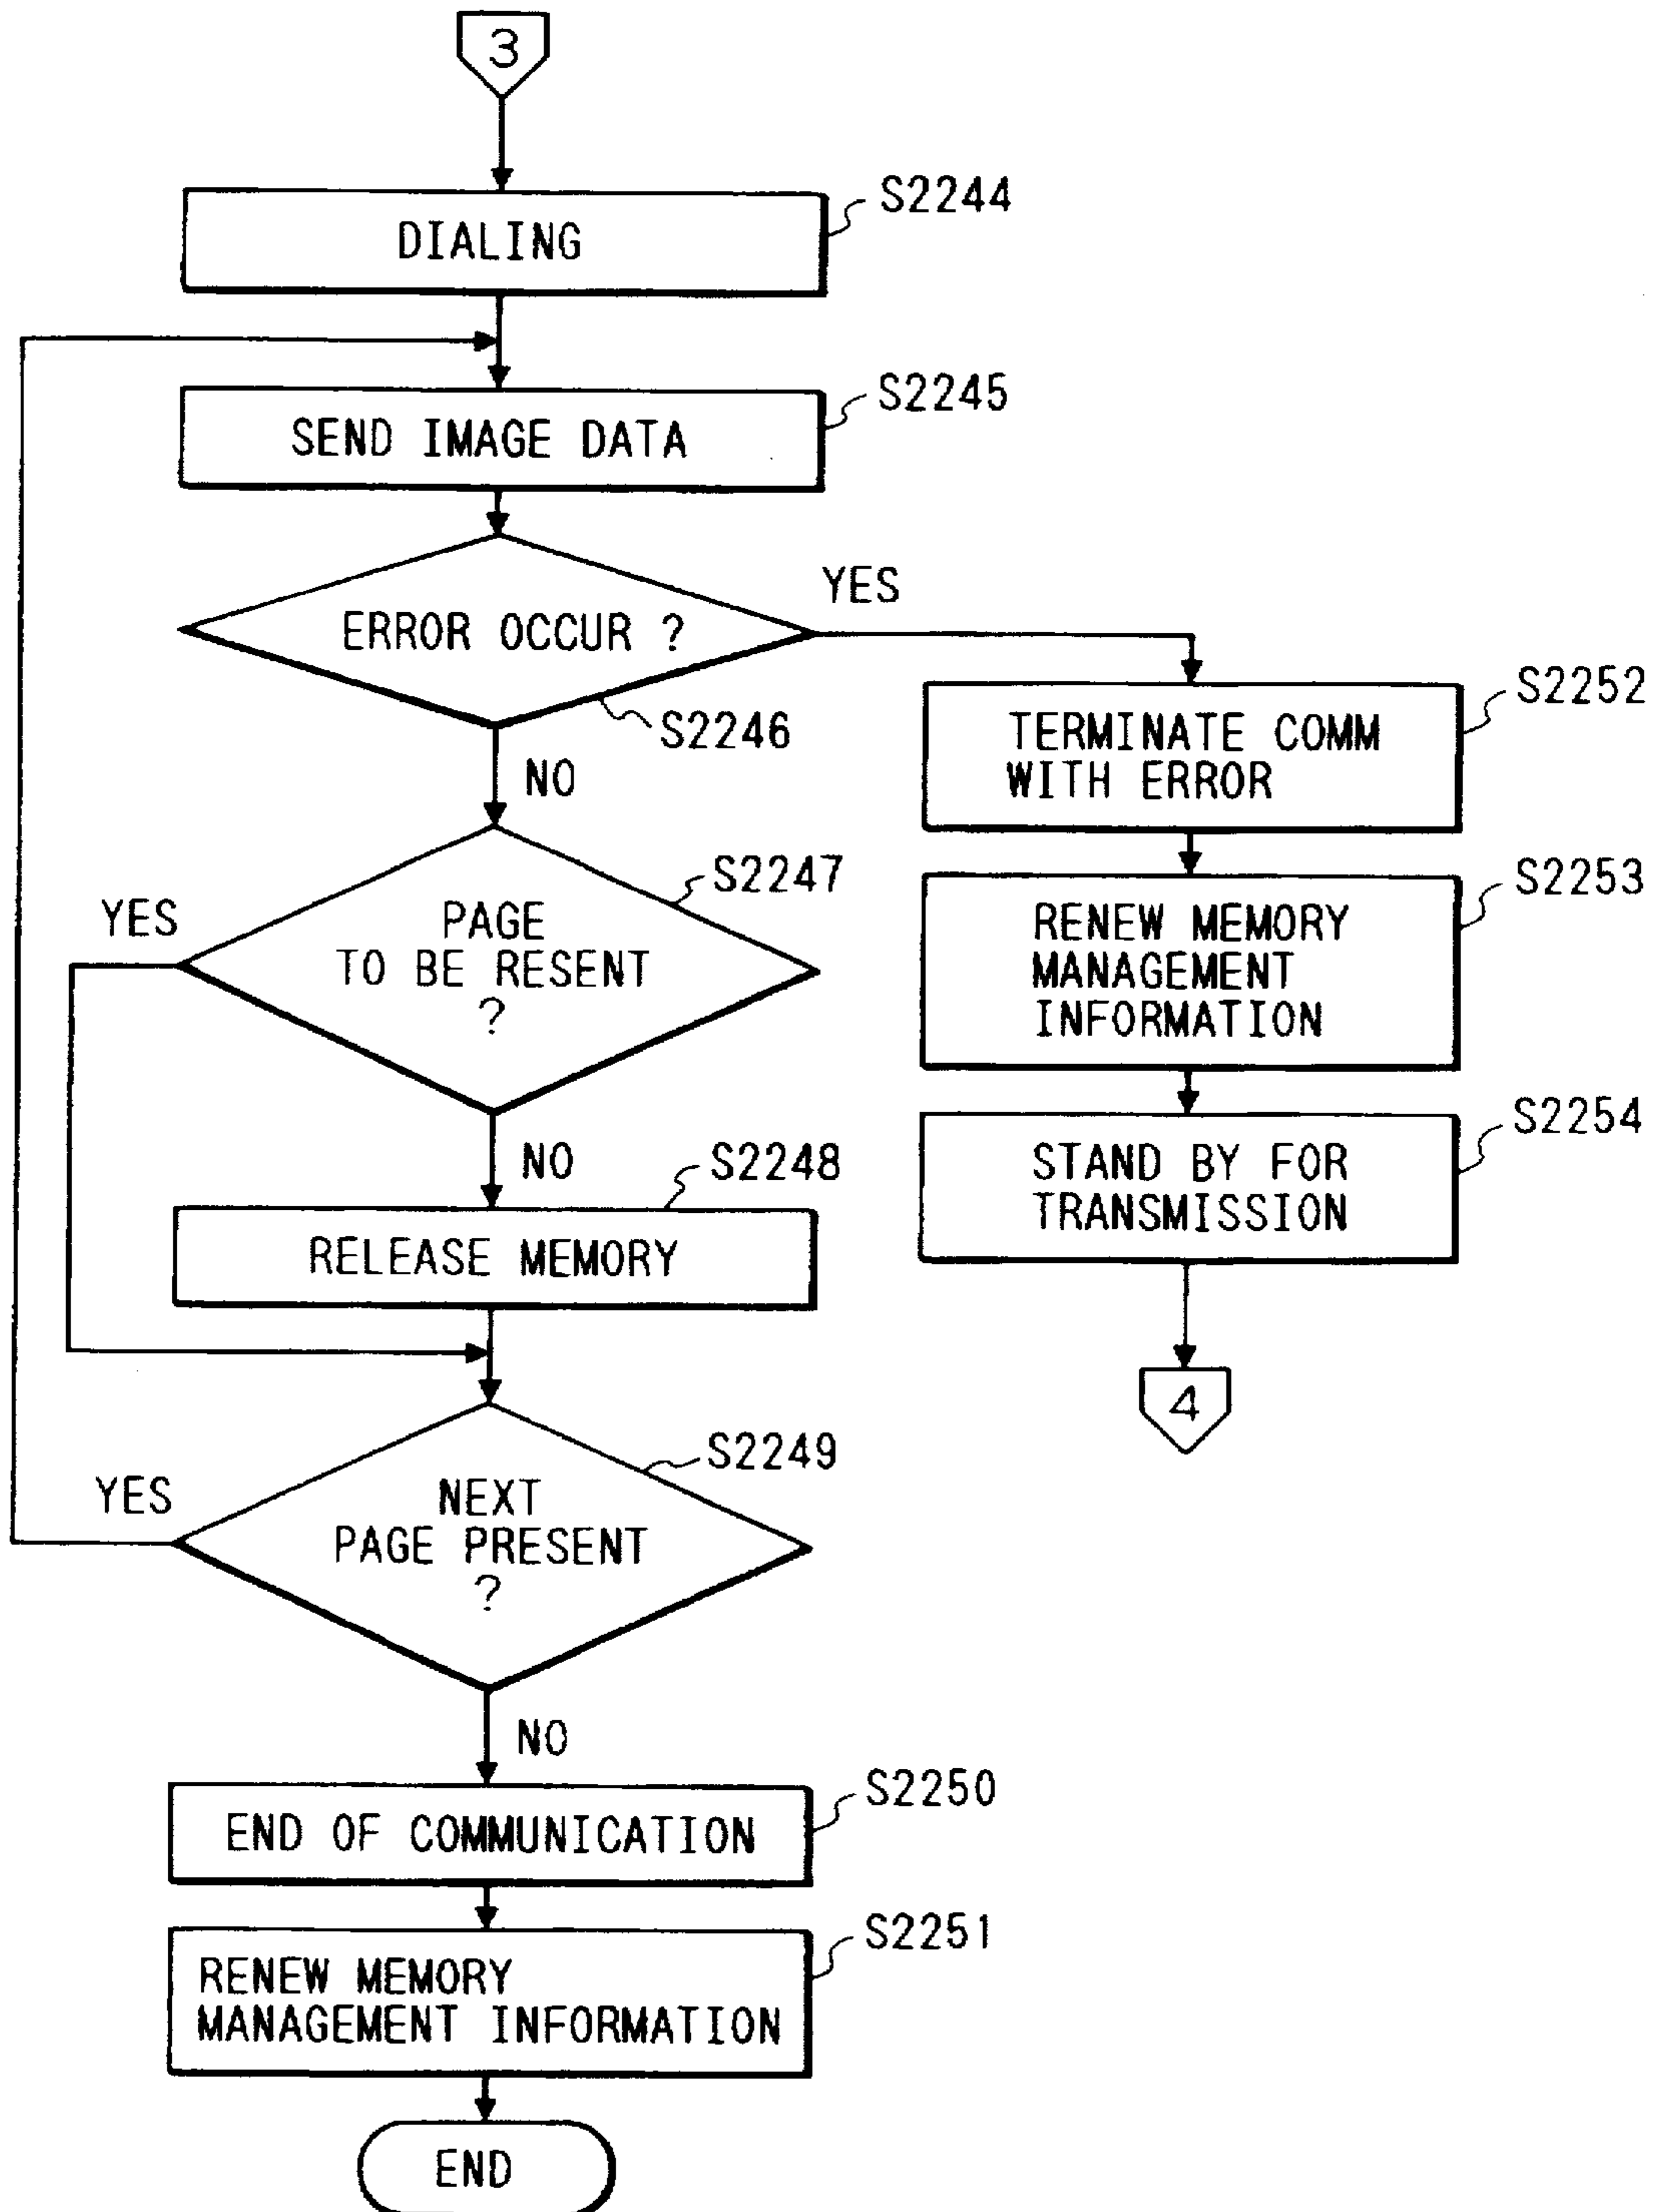 3
S2244
DIALING
S2245
SEND IMAGE DATA
ERROR OCCUR ?
YES
S2246
NO
S2252
TERMINATE COMM
WITH ERROR
S2247
PAGE
TO BE RESENT
?
YES
S2253
RENEW MEMORY
MANAGEMENT
INFORMATION
NO
S2248
RELEASE MEMORY
S2254
STAND BY FOR
TRANSMISSION
4
S2249
NEXT
PAGE PRESENT
?
YES
NO
S2250
END OF COMMUNICATION
S2251
RENEW MEMORY
MANAGEMENT INFORMATION
END